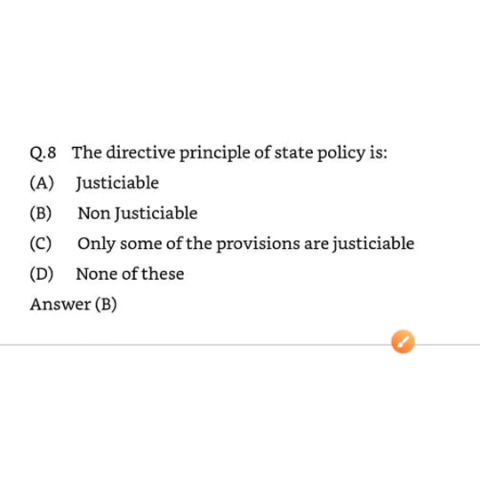 Q.8 The directive principle of state policy is:
(A) Justiciable
(B) Non Justiciable
(C) Only some of the provisions are justiciable
(D) None of these
Answer (B)